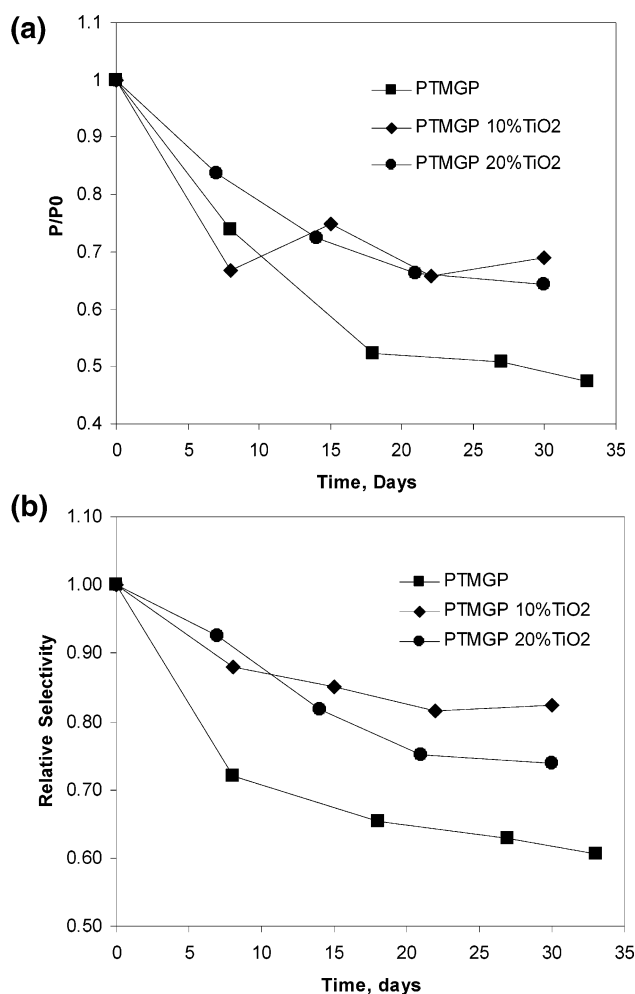 (a)
1.1
1
0.9
0.8
0.7
0.6
0.5
0.4
P/P0
PTMGP
PTMGP 10%TiO2
PTMGP 20%TiO2
0 5 10 15 20 25 30 35
Time, Days
(b)
1.10
1.00
0.90
0.80
0.70
0.60
0.50
Relative Selectivity
PTMGP
PTMGP 10%TiO2
PTMGP 20%TiO2
0 5 10 15 20 25 30 35
Time, days